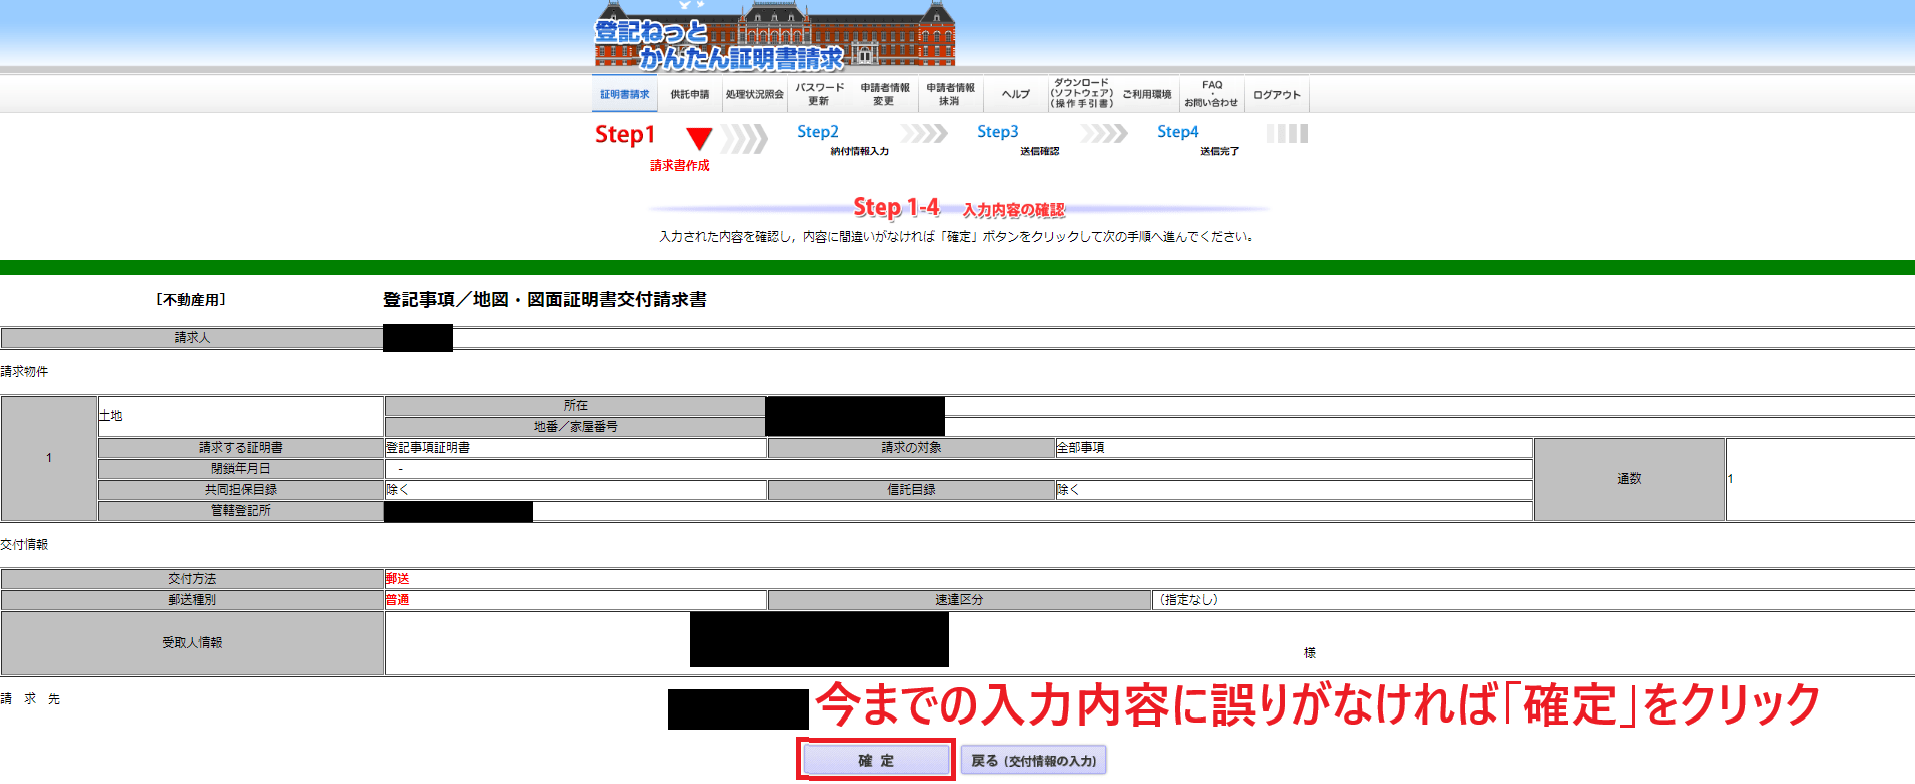 登記ねっと
かんたん証明書請求
証明書請求
供託申請
処理状況照会
パスワード
更新
申請者情報
変更
申請者情報
抹消
ヘルプ
ダウンロード
(ソフトウェア)
(操作手引書)
ご利用環境
FAQ
・
お問い合わせ
ログアウト
Step1
請求書作成
Step2
納付情報入力
Step3
送信確認
Step4
送信完了
Step 1-4 入力内容の確認
入力された内容を確認し，内容に間違いがなければ「確定」ボタンをクリックして次の手順へ進んでください。
［不動産用］ 登記事項／地図・図面証明書交付請求書
請求人
請求物件
1
土地
所在
地番／家屋番号
請求する証明書 登記事項証明書 請求の対象 全部事項
閉鎖年月日 -
共同担保目録 除く 信託目録 除く
管轄登記所
通数 1
交付情報
交付方法 郵送
郵送種別 普通 速達区分 （指定なし）
受取人情報 様
請 求 先
今までの入力内容に誤りがなければ「確定」をクリック
確 定 戻る (交付情報の入力)